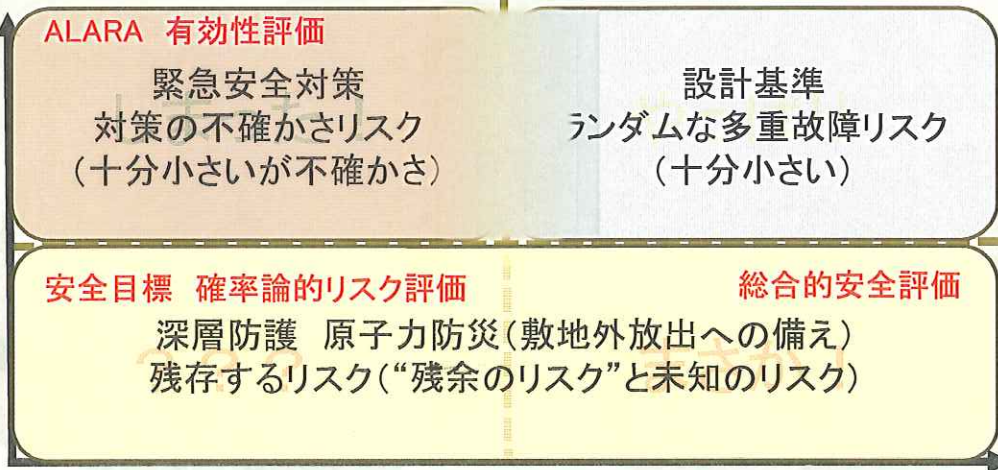 ALARA 有効性評価
緊急安全対策
対策の不確かさリスク
(十分小さいが不確かさ)
設計基準
ランダムな多重故障リスク
(十分小さい)
安全目標 確率論的リスク評価
総合的安全評価
深層防護 原子力防災(敷地外放出への備え)
残存するリスク(“残余のリスク”と未知のリスク)